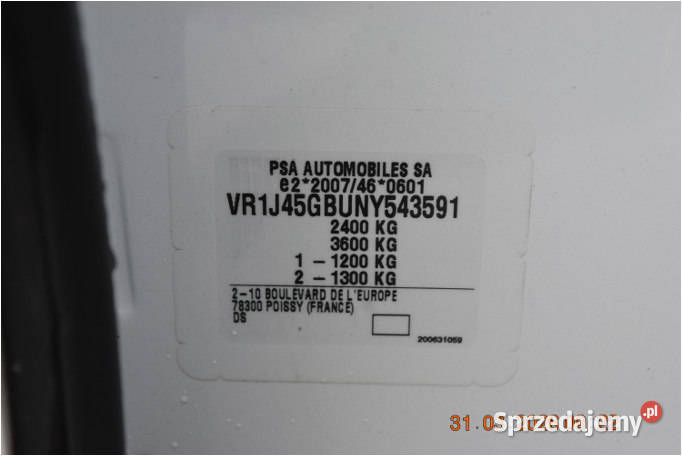 PSA AUTOMOBILES SA
e2*2007/46*0601
VR1J45GBUNY543591
2400 KG
3600 KG
1 - 1200 KG
2 - 1300 KG
2-10 BOULEVARD DE L'EUROPE
78300 POISSY (FRANCE)
DS
200631059
Sprzedajemy.pl